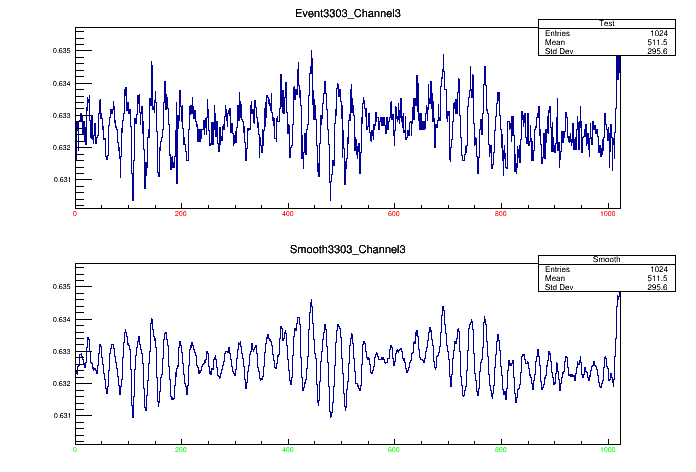 Event3303_Channel3
Test
Entries 1024
Mean 511.5
Std Dev 295.6
0.635
0.634
0.633
0.632
0.631
0 200 400 600 800 1000
Smooth3303_Channel3
Smooth
Entries 1024
Mean 511.5
Std Dev 295.6
0.635
0.634
0.633
0.632
0.631
0 200 400 600 800 1000